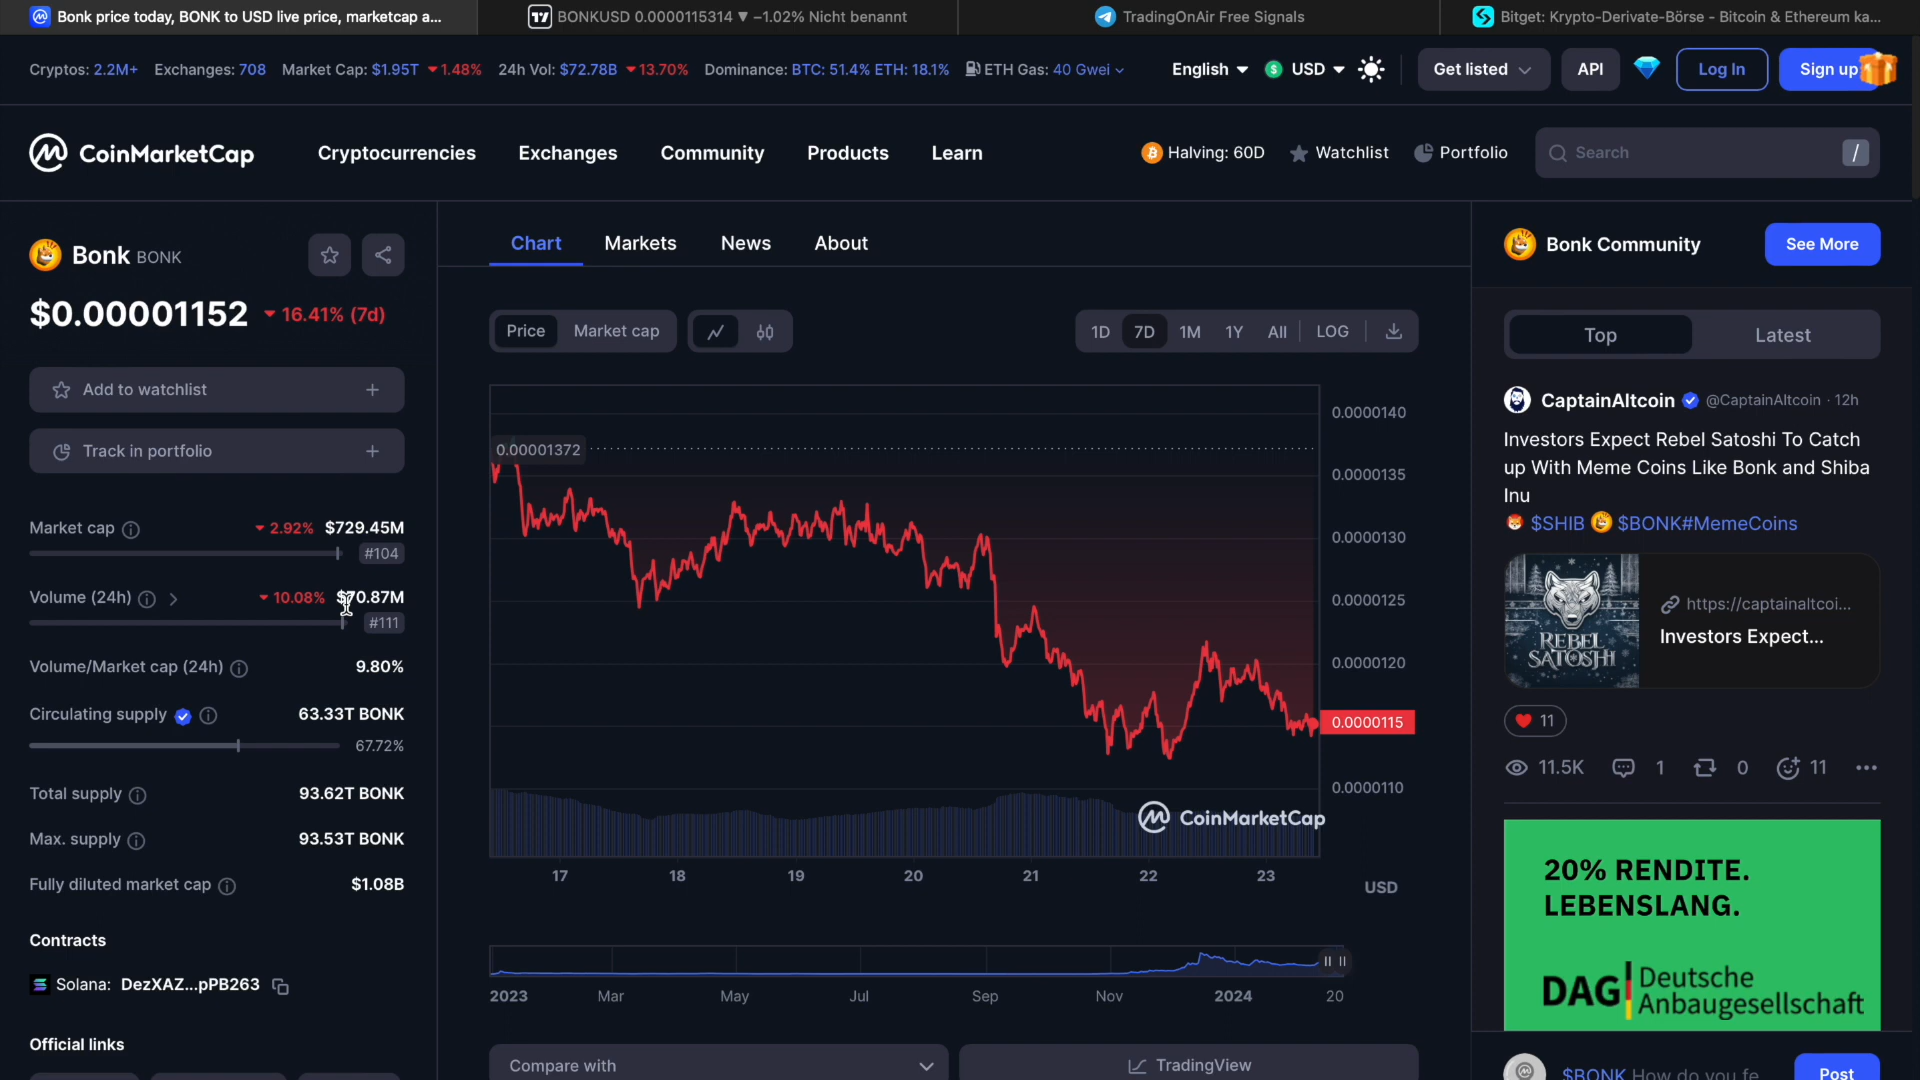 Bonk price today, BONK to USD live price, marketcap a...
BONKUSD 0.0000115314 ▼ −1.02% Nicht benannt
TradingOnAir Free Signals
Bitget: Krypto-Derivate-Börse - Bitcoin & Ethereum ka...
Cryptos: 2.2M+ Exchanges: 708 Market Cap: $1.95T 1.48% 24h Vol: $72.78B 13.70% Dominance: BTC: 51.4% ETH: 18.1% ETH Gas: 40 Gwei
English USD Get listed API Log In Sign up
CoinMarketCap
Cryptocurrencies Exchanges Community Products Learn
Halving: 60D Watchlist Portfolio Search /
Bonk BONK
$0.00001152 16.41% (7d)
Add to watchlist +
Track in portfolio +
Market cap 2.92% $729.45M
#104
Volume (24h) 10.08% $70.87M
#111
Volume/Market cap (24h) 9.80%
Circulating supply 63.33T BONK
67.72%
Total supply 93.62T BONK
Max. supply 93.53T BONK
Fully diluted market cap $1.08B
Contracts
Solana: DezXAZ...pPB263
Official links
Chart Markets News About
Price Market cap
1D 7D 1M 1Y All LOG
0.0000140
0.00001372
0.0000135
0.0000130
0.0000125
0.0000120
0.0000115
0.0000110
CoinMarketCap
17 18 19 20 21 22 23
USD
2023 Mar May Jul Sep Nov 2024 20
Compare with
TradingView
Bonk Community See More
Top Latest
CaptainAltcoin @CaptainAltcoin · 12h
Investors Expect Rebel Satoshi To Catch
up With Meme Coins Like Bonk and Shiba
Inu
$SHIB $BONK#MemeCoins
REBEL
SATOSHI
https://captainaltcoi...
Investors Expect...
11
11.5K 1 0 11
20% RENDITE.
LEBENSLANG.
DAG Deutsche
Anbaugesellschaft
$BONK How do you fe
Post